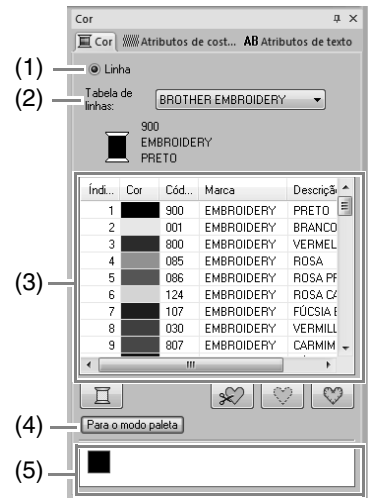 Cor
Cor Atributos de cost... AB Atributos de texto
(1) Linha
(2) Tabela de linhas: BROTHER EMBROIDERY
900
EMBROIDERY
PRETO
(3)
Índi... Cor Cód... Marca Descriçã
1 900 EMBROIDERY PRETO
2 001 EMBROIDERY BRANCO
3 800 EMBROIDERY VERMEL
4 085 EMBROIDERY ROSA
5 086 EMBROIDERY ROSA PR
6 124 EMBROIDERY ROSA CA
7 107 EMBROIDERY FÚCSIA E
8 030 EMBROIDERY VERMILL
9 807 EMBROIDERY CARMIM
(4) Para o modo paleta
(5)